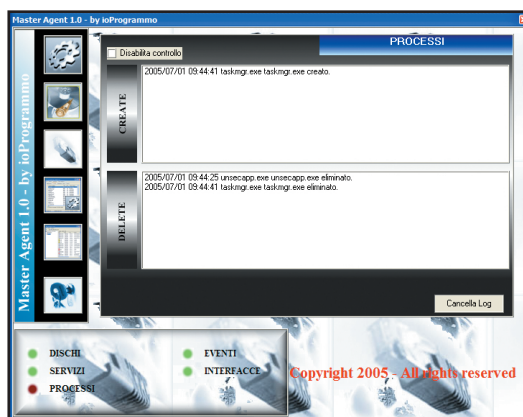 Master Agent 1.0 - by ioProgrammo
Master Agent 1.0 - by ioProgrammo
PROCESSI
Disabilita controllo
CREATE
2005/07/01 09:44:41 taskmgr.exe taskmgr.exe creato.
DELETE
2005/07/01 09:44:25 unsecapp.exe unsecapp.exe eliminato.
2005/07/01 09:44:41 taskmgr.exe taskmgr.exe eliminato.
Cancella Log
DISCHI
EVENTI
SERVIZI
INTERFACCE
PROCESSI
Copyright 2005 - All rights reserved